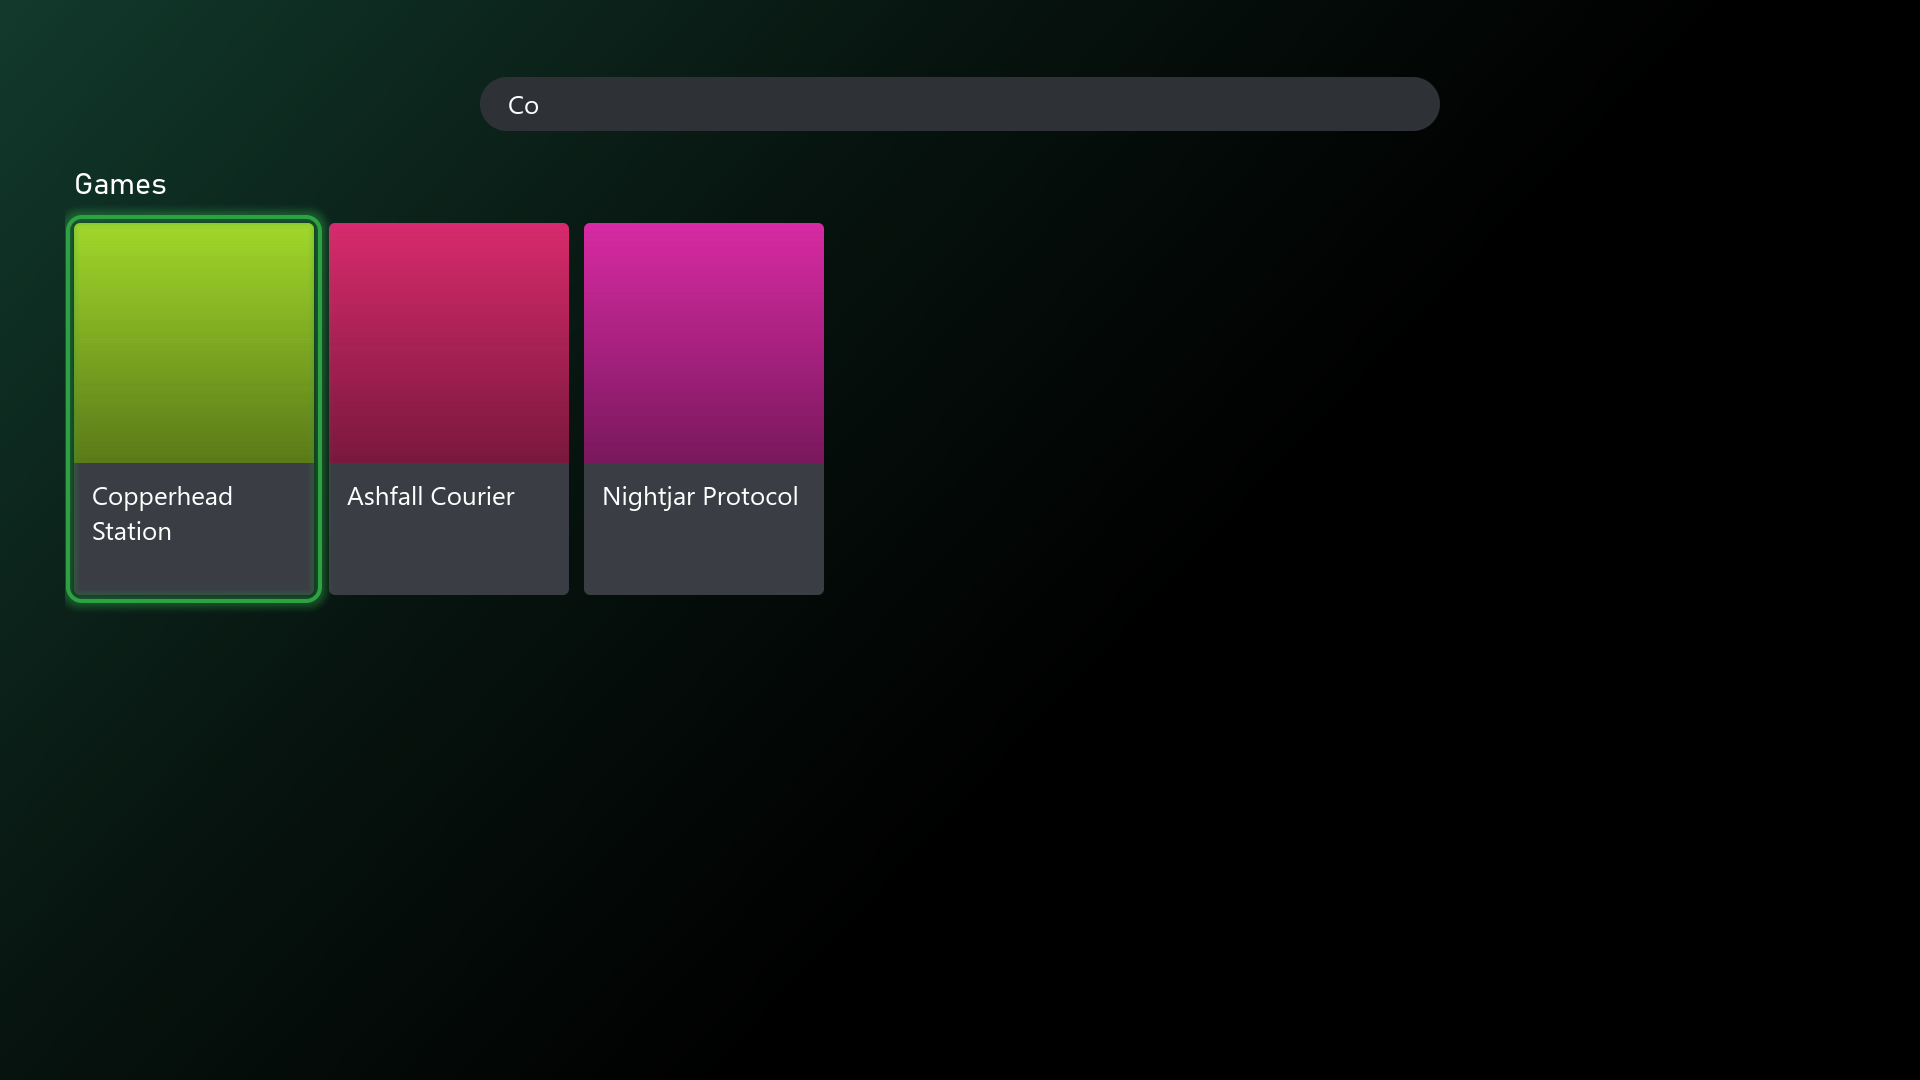 Co
Games
Copperhead
Station
Ashfall Courier
Nightjar Protocol